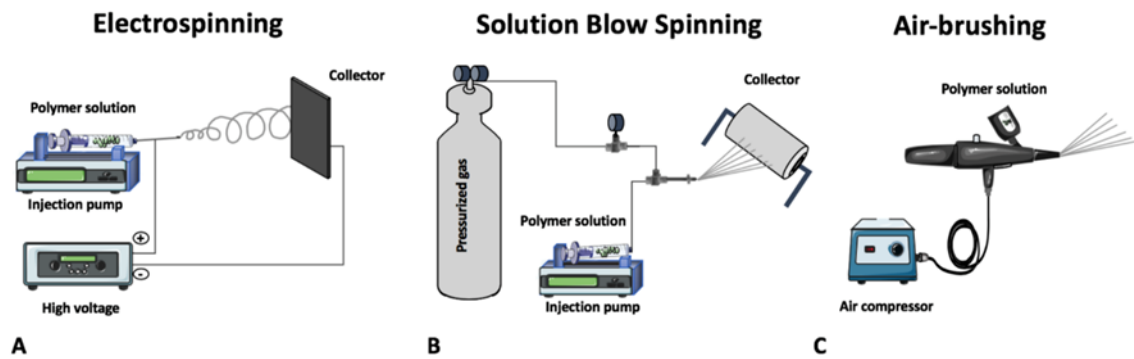 Electrospinning
Collector
Polymer solution
Injection pump
+
-
High voltage
A
Solution Blow Spinning
Collector
Pressurized gas
Polymer solution
Injection pump
B
Air-brushing
Polymer solution
Air compressor
C